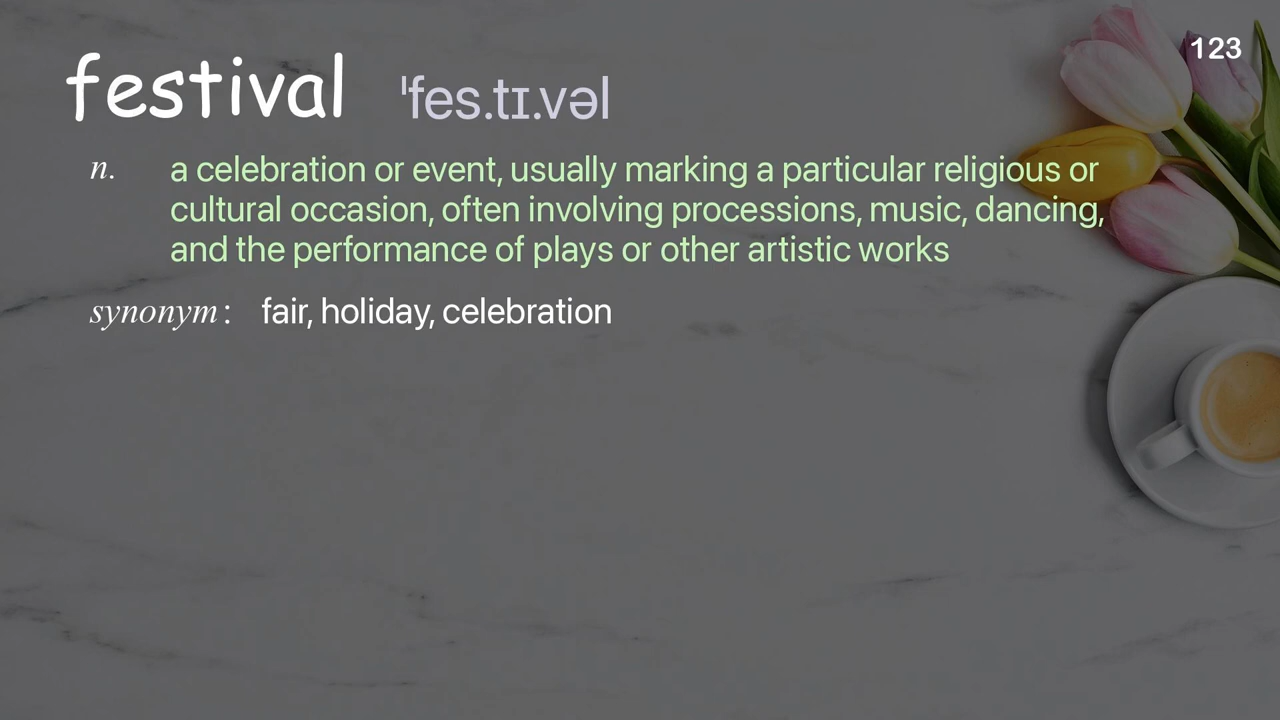 123
festival ˈfes.tɪ.vəl
n. a celebration or event, usually marking a particular religious or
cultural occasion, often involving processions, music, dancing,
and the performance of plays or other artistic works
synonym: fair, holiday, celebration